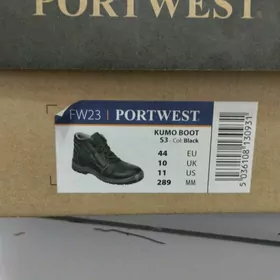 PORTWEST
FW23 | PORTWEST
KUMO BOOT
S3 - Col: Black
44 EU
10 UK
11 US
289 MM
5 036108 130931